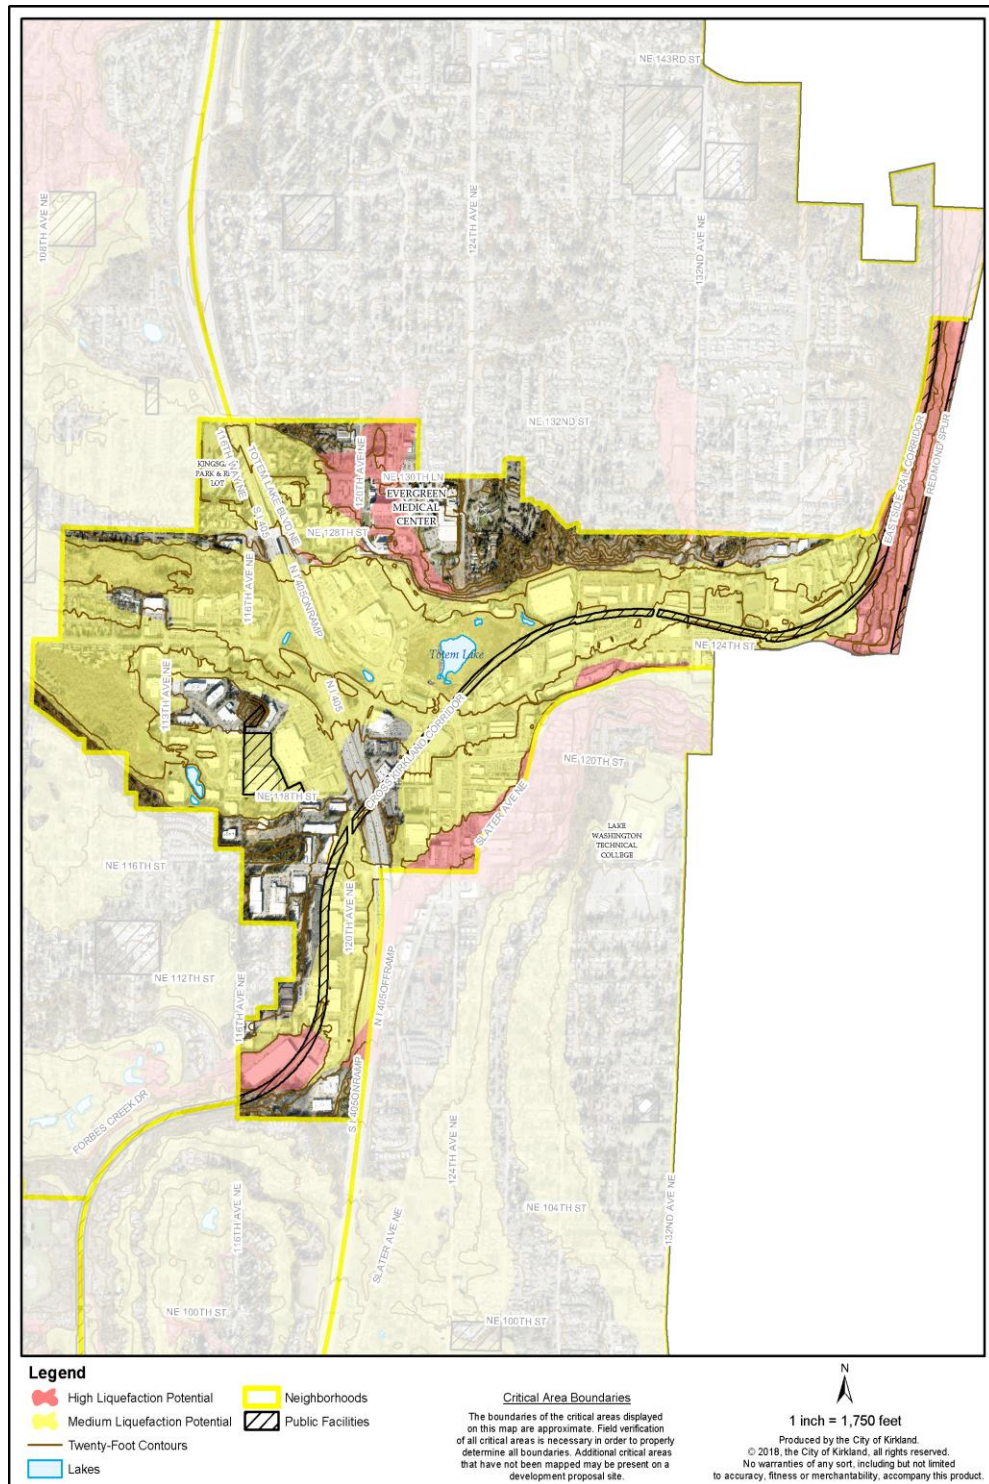 NE 143RD ST
108TH AVE NE
124TH AVE NE
132ND AVE NE
NE 132ND ST
116TH WAY NE
TOTEM LAKE BLVD NE
120TH AVE NE
NE 130TH LN
PARK & R
LOT
EVERGREEN
MEDICAL
CENTER
S I 405
NE 128TH ST
EASTSIDE RAIL CORRIDOR
REDMOND SPUR
116TH AVE NE
N I 405ONRAMP
NE 124TH ST
Totem Lake
113TH AVE NE
N I 405
CROSS KIRKLAND CORRIDOR
NE 120TH ST
NE 118TH ST
SLATER AVE NE
LAKE
WASHINGTON
TECHNICAL
COLLEGE
NE 116TH ST
120TH AVE NE
NE 112TH ST
116TH AVE NE
N I 405OFFRAMP
S I 405ONRAMP
FORBES CREEK DR
124TH AVE NE
116TH AVE NE
SLATER AVE NE
NE 104TH ST
132ND AVE NE
NE 100TH ST
NE 100TH ST
Legend
High Liquefaction Potential
Medium Liquefaction Potential
Twenty-Foot Contours
Lakes
Neighborhoods
Public Facilities
Critical Area Boundaries
The boundaries of the critical areas displayed
on this map are approximate. Field verification
of all critical areas is necessary in order to properly
determine all boundaries. Additional critical areas
that have not been mapped may be present on a
development proposal site.
N
1 inch = 1,750 feet
Produced by the City of Kirkland.
© 2018, the City of Kirkland, all rights reserved.
No warranties of any sort, including but not limited
to accuracy, fitness or merchantability, accompany this product.